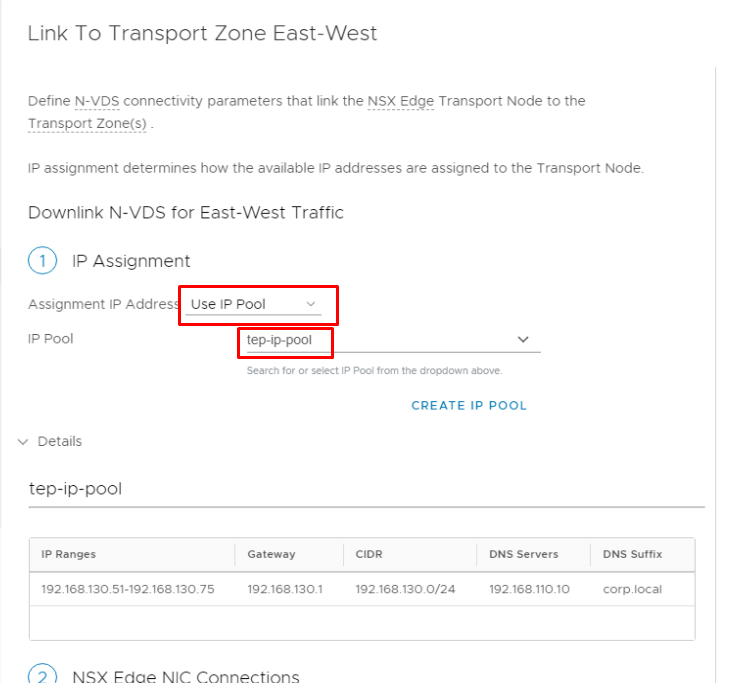 Link To Transport Zone East-West
Define N-VDS connectivity parameters that link the NSX Edge Transport Node to the
Transport Zone(s) .
IP assignment determines how the available IP addresses are assigned to the Transport Node.
Downlink N-VDS for East-West Traffic
1 IP Assignment
Assignment IP Address Use IP Pool
IP Pool tep-ip-pool
Search for or select IP Pool from the dropdown above.
CREATE IP POOL
Details
tep-ip-pool
IP Ranges Gateway CIDR DNS Servers DNS Suffix
192.168.130.51-192.168.130.75 192.168.130.1 192.168.130.0/24 192.168.110.10 corp.local
2 NSX Edge NIC Connections